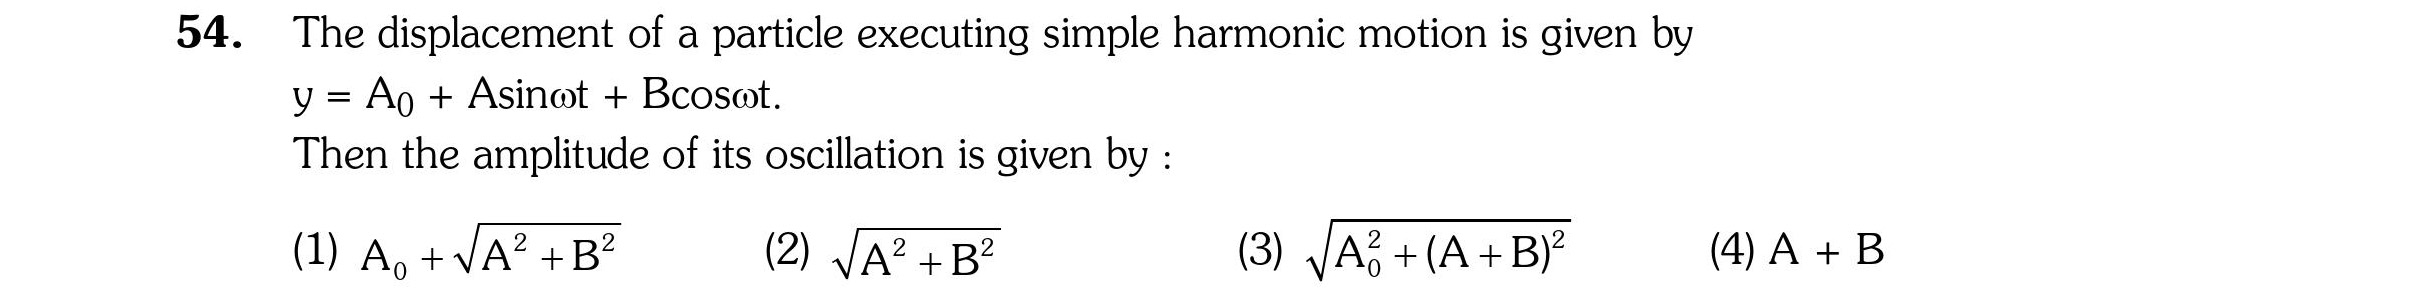 54. The displacement of a particle executing simple harmonic motion is given by
y = A₀ + Asinωt + Bcosωt.
Then the amplitude of its oscillation is given by :
(1) A₀ + √(A² + B²) (2) √(A² + B²) (3) √(A₀² + (A + B)²) (4) A + B